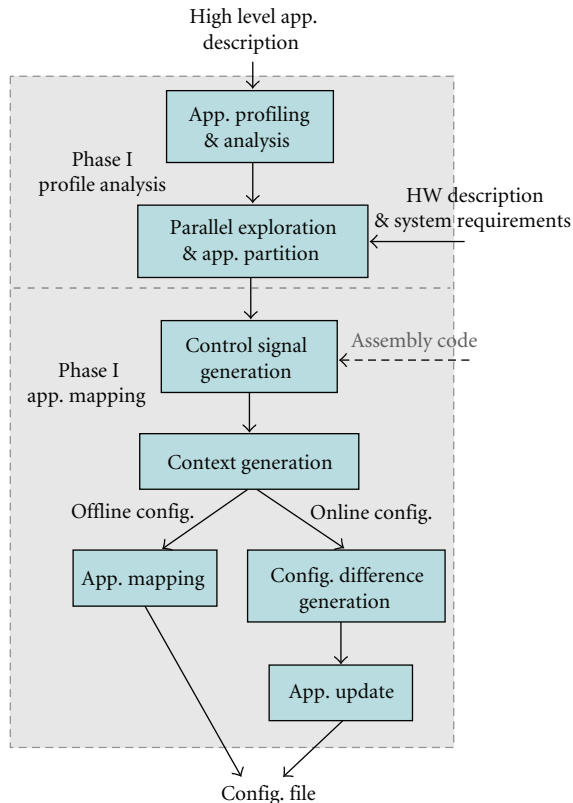 High level app.
description
App. profiling
& analysis
Phase I
profile analysis
HW description
& system requirements
Parallel exploration
& app. partition
Control signal
generation
Assembly code
Phase I
app. mapping
Context generation
Offline config.
Online config.
App. mapping
Config. difference
generation
App. update
Config. file